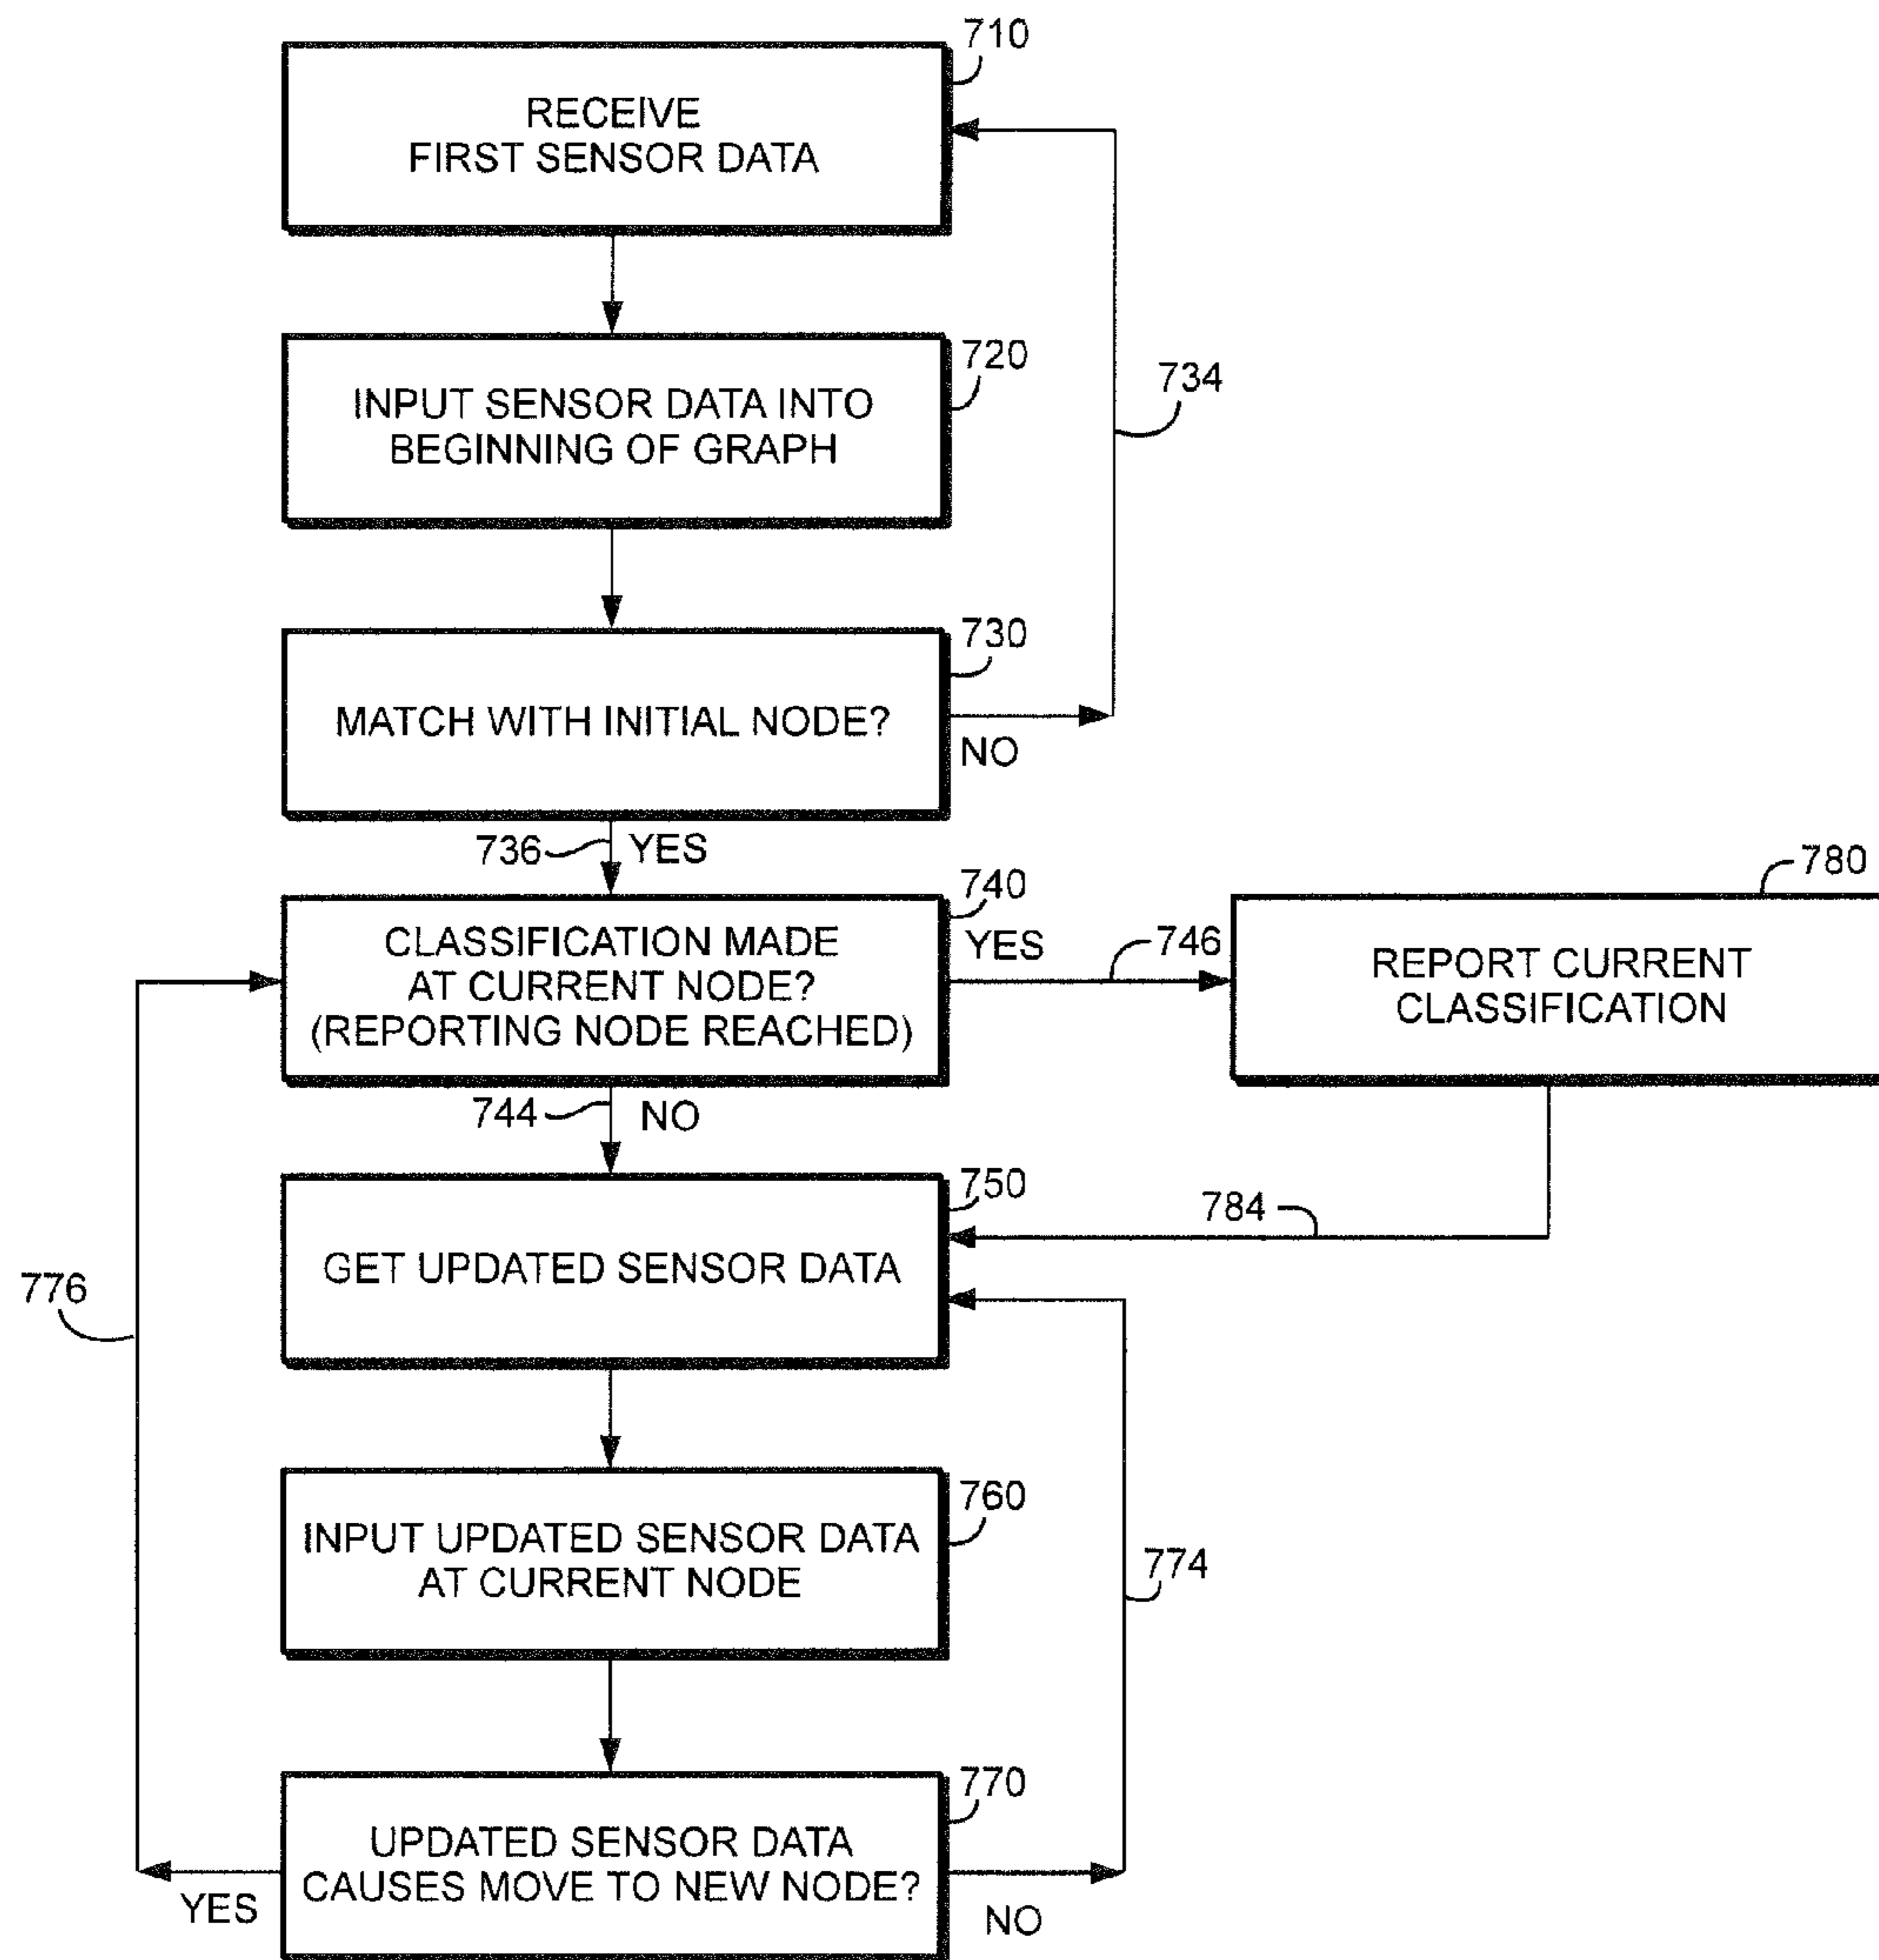 710
RECEIVE
FIRST SENSOR DATA
720
INPUT SENSOR DATA INTO
BEGINNING OF GRAPH
734
730
MATCH WITH INITIAL NODE?
NO
736
YES
740
780
CLASSIFICATION MADE
AT CURRENT NODE?
(REPORTING NODE REACHED)
YES
746
REPORT CURRENT
CLASSIFICATION
744
NO
750
784
GET UPDATED SENSOR DATA
776
760
INPUT UPDATED SENSOR DATA
AT CURRENT NODE
774
770
UPDATED SENSOR DATA
CAUSES MOVE TO NEW NODE?
YES
NO